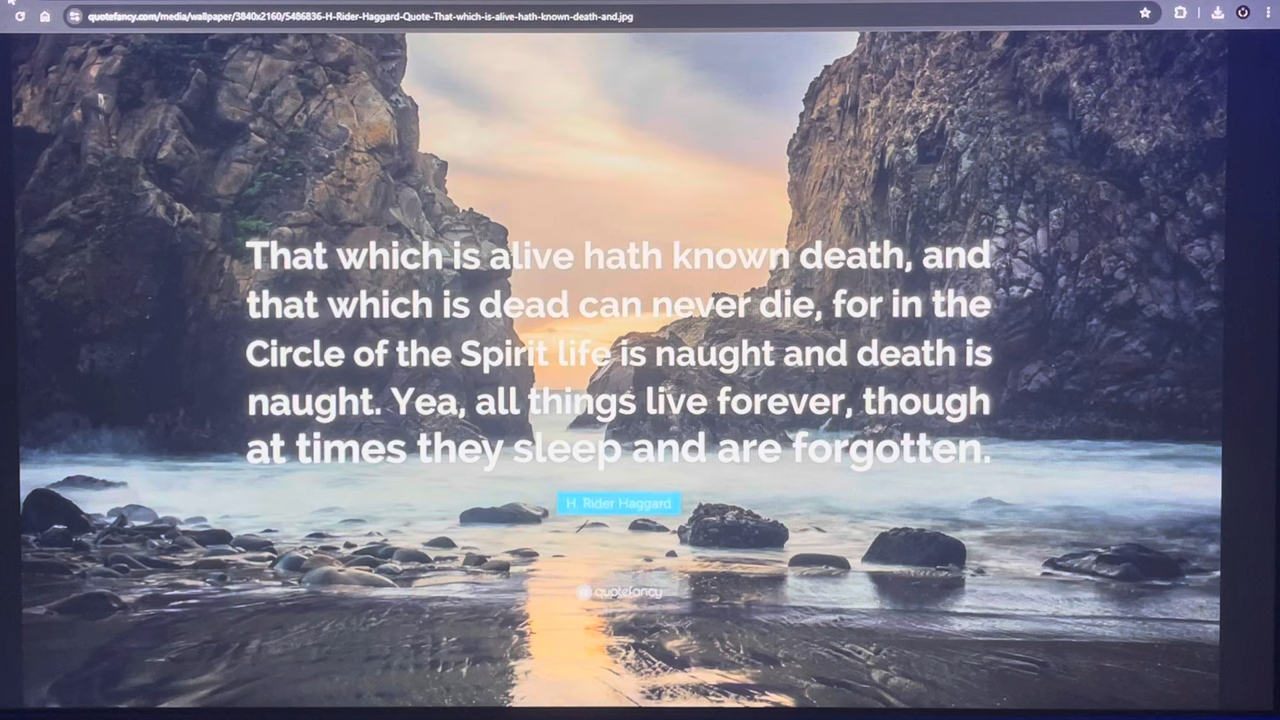 quotefancy.com/media/wallpaper/3840x2160/5486836-H-Rider-Haggard-Quote-That-which-is-alive-hath-known-death-and.jpg
That which is alive hath known death, and
that which is dead can never die, for in the
Circle of the Spirit life is naught and death is
naught. Yea, all things live forever, though
at times they sleep and are forgotten.
H. Rider Haggard
quotefancy